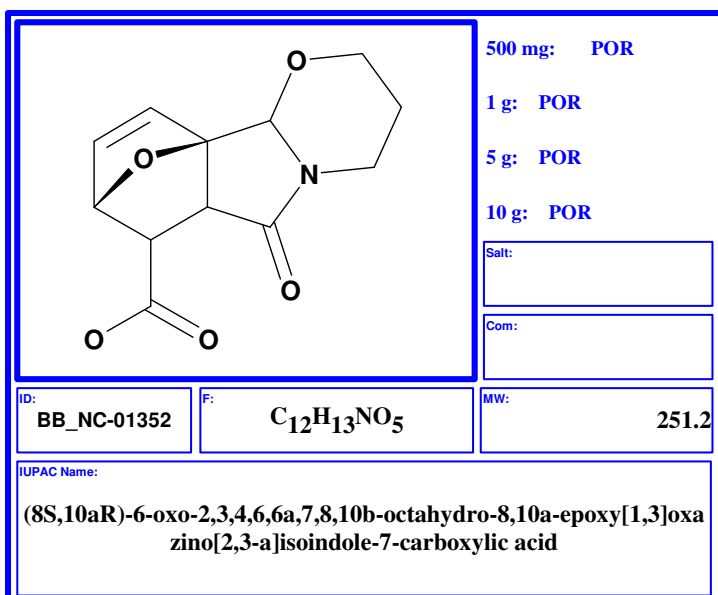 O
O
N
O
O
O
500 mg: POR
1 g: POR
5 g: POR
10 g: POR
Salt:
Com:
ID:
BB_NC-01352
F:
C12H13NO5
MW:
251.2
IUPAC Name:
(8S,10aR)-6-oxo-2,3,4,6,6a,7,8,10b-octahydro-8,10a-epoxy[1,3]oxa
zino[2,3-a]isoindole-7-carboxylic acid